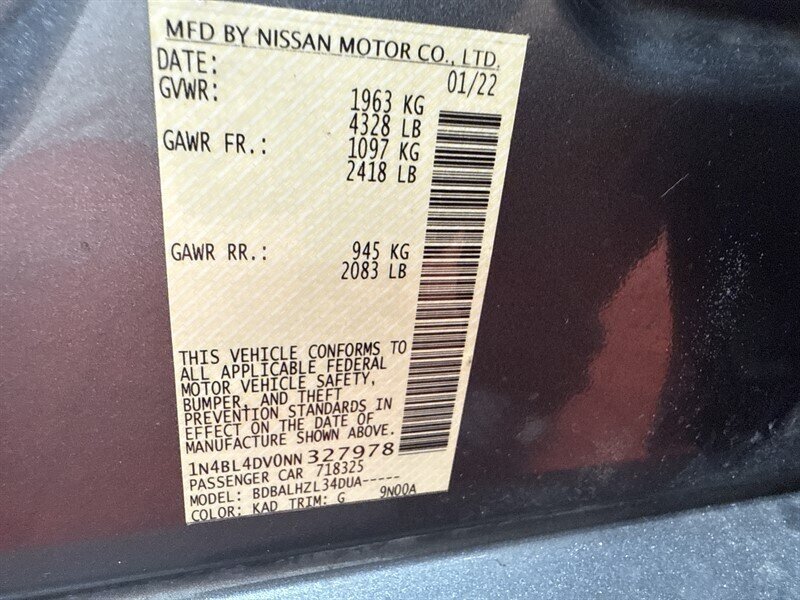 MFD BY NISSAN MOTOR CO., LTD.
DATE: 01/22
GVWR: 1963 KG
4328 LB
GAWR FR.: 1097 KG
2418 LB
GAWR RR.: 945 KG
2083 LB
THIS VEHICLE CONFORMS TO
ALL APPLICABLE FEDERAL
MOTOR VEHICLE SAFETY,
BUMPER, AND THEFT
PREVENTION STANDARDS IN
EFFECT ON THE DATE OF
MANUFACTURE SHOWN ABOVE.
1N4BL4DV0NN327978
PASSENGER CAR 718325
MODEL: BDBALHZL34DUA-----
COLOR: KAD TRIM: G 9N00A